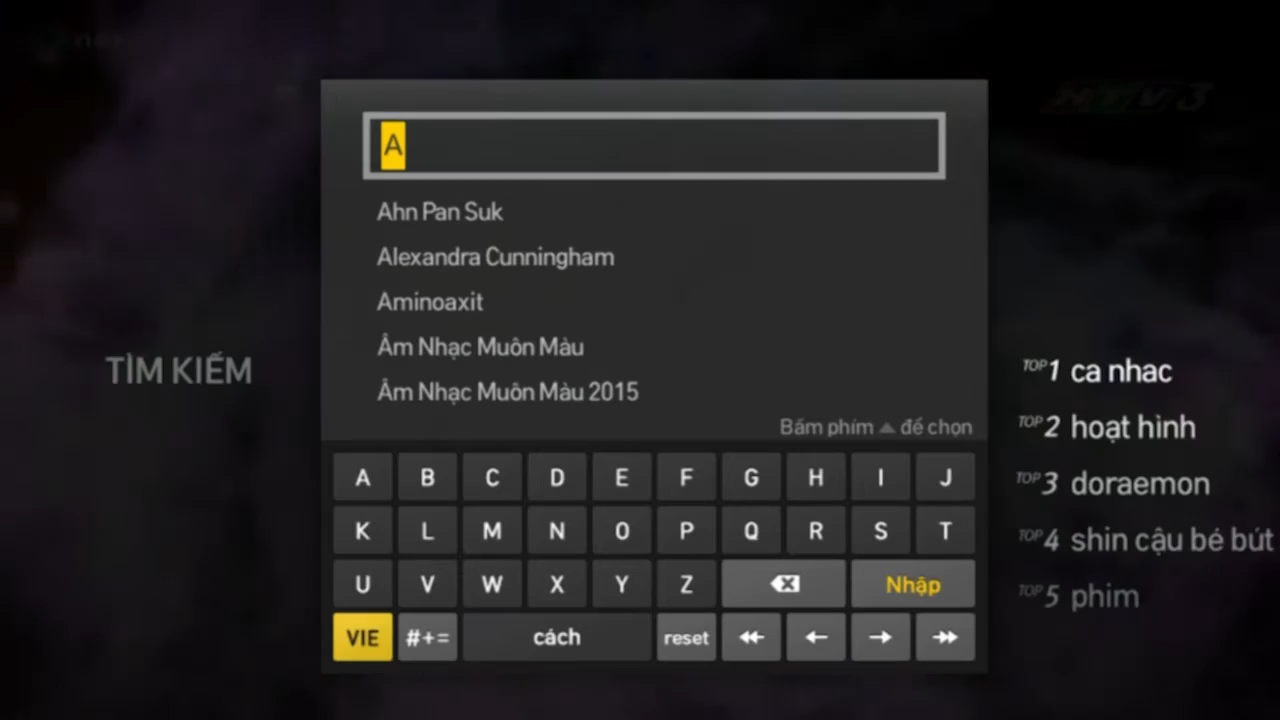 HTV3
A
Ahn Pan Suk
Alexandra Cunningham
Aminoaxit
Âm Nhạc Muôn Màu
Âm Nhạc Muôn Màu 2015
Bấm phím ▲ để chọn
TÌM KIẾM
TOP1 ca nhac
TOP2 hoạt hình
TOP3 doraemon
TOP4 shin cậu bé bút
TOP5 phim
A B C D E F G H I J
K L M N O P Q R S T
U V W X Y Z Nhập
VIE #+= cách reset